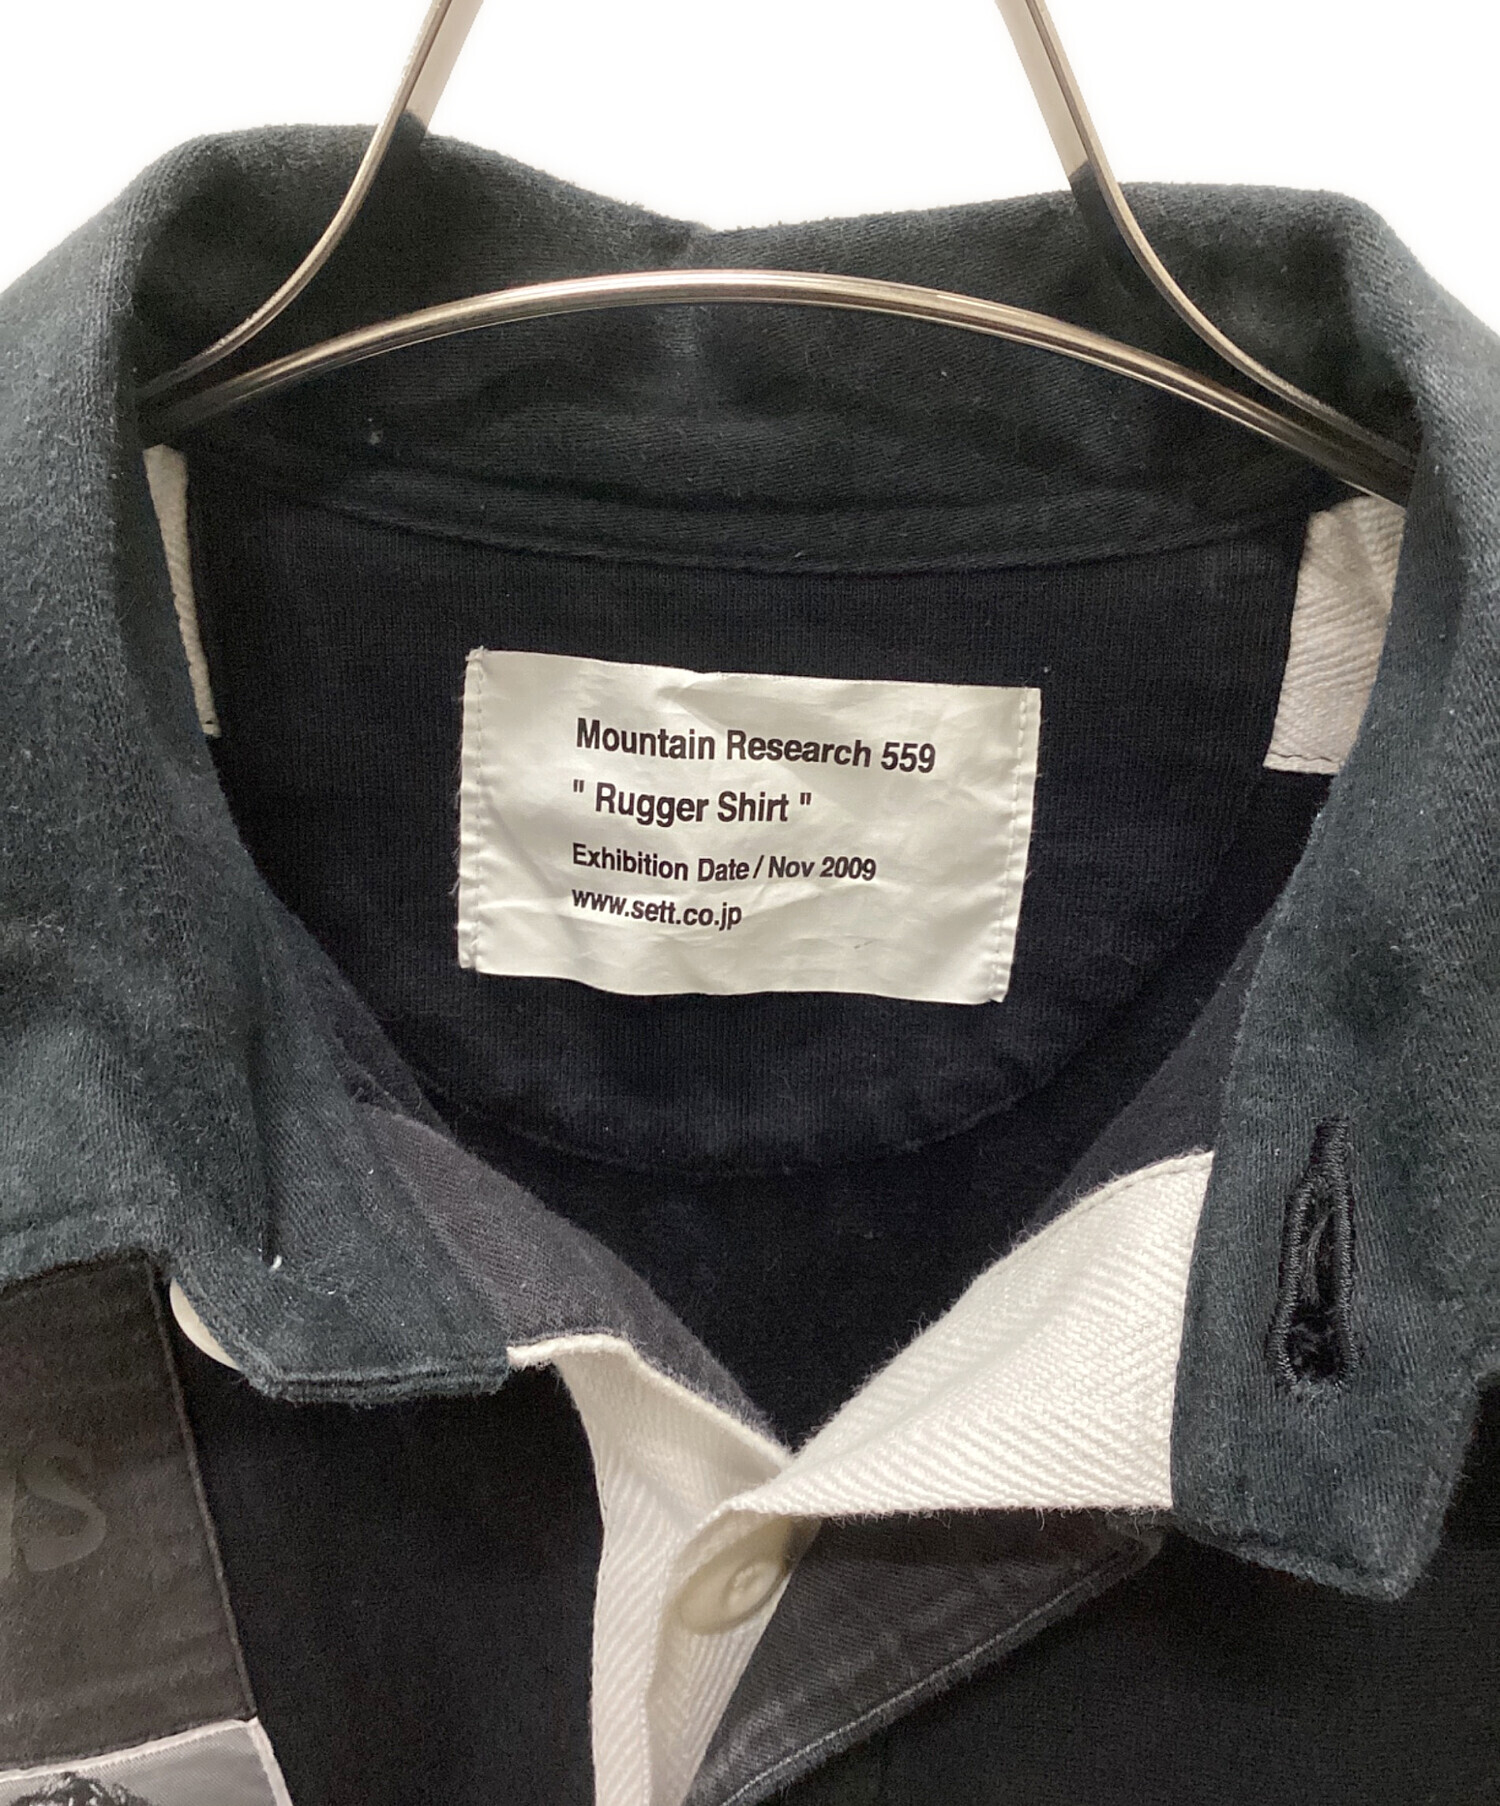 Mountain Research 559
" Rugger Shirt "
Exhibition Date / Nov 2009
www.sett.co.jp